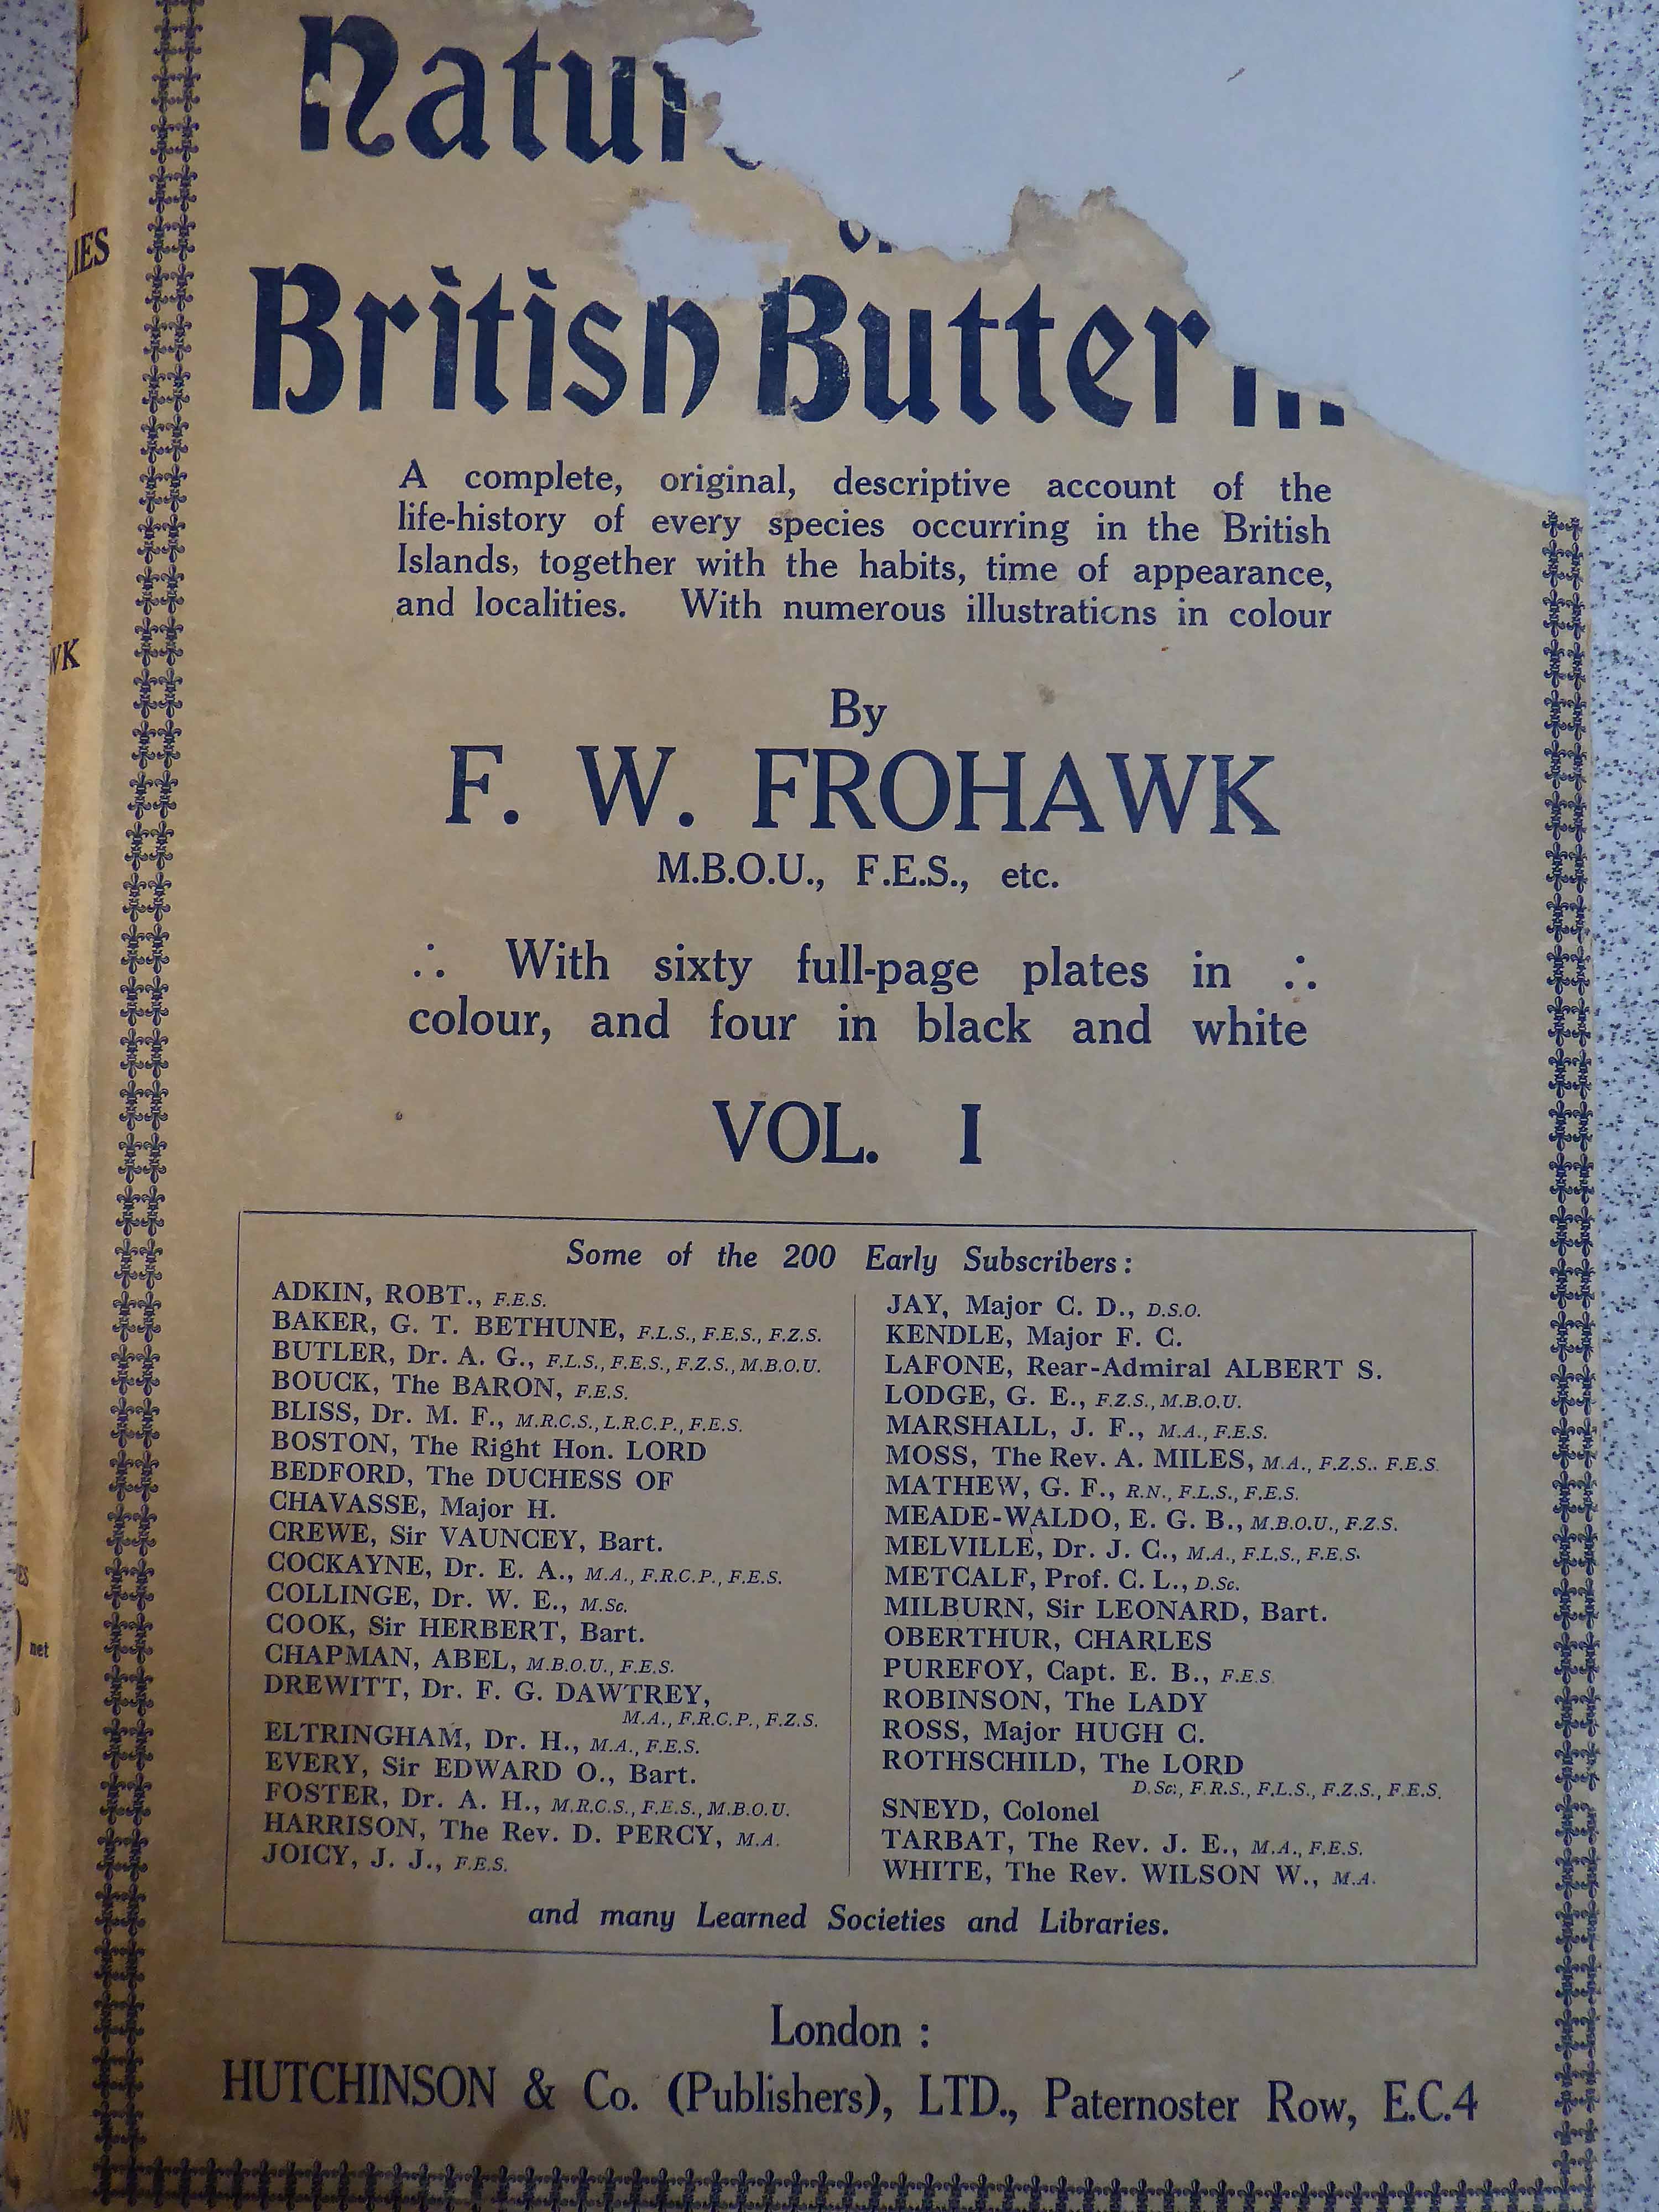 British Butterfl
A complete, original, descriptive account of the
life-history of every species occurring in the British
Islands, together with the habits, time of appearance,
and localities. With numerous illustrations in colour
By
F. W. FROHAWK
M.B.O.U., F.E.S., etc.
∴ With sixty full-page plates in ∴
colour, and four in black and white
VOL. I
Some of the 200 Early Subscribers:
ADKIN, ROBT., F.E.S.
BAKER, G. T. BETHUNE, F.L.S., F.E.S., F.Z.S.
BUTLER, Dr. A. G., F.L.S., F.E.S., F.Z.S., M.B.O.U.
BOUCK, The BARON, F.E.S.
BLISS, Dr. M. F., M.R.C.S., L.R.C.P., F.E.S.
BOSTON, The Right Hon. LORD
BEDFORD, The DUCHESS OF
CHAVASSE, Major H.
CREWE, Sir VAUNCEY, Bart.
COCKAYNE, Dr. E. A., M.A., F.R.C.P., F.E.S.
COLLINGE, Dr. W. E., M.Sc.
COOK, Sir HERBERT, Bart.
CHAPMAN, ABEL, M.B.O.U., F.E.S.
DREWITT, Dr. F. G. DAWTREY,
M.A., F.R.C.P., F.Z.S.
ELTRINGHAM, Dr. H., M.A., F.E.S.
EVERY, Sir EDWARD O., Bart.
FOSTER, Dr. A. H., M.R.C.S., F.E.S., M.B.O.U.
HARRISON, The Rev. D. PERCY, M.A.
JOICY, J. J., F.E.S.
JAY, Major C. D., D.S.O.
KENDLE, Major F. C.
LAFONE, Rear-Admiral ALBERT S.
LODGE, G. E., F.Z.S., M.B.O.U.
MARSHALL, J. F., M.A., F.E.S.
MOSS, The Rev. A. MILES, M.A., F.Z.S.. F.E.S.
MATHEW, G. F., R.N., F.L.S., F.E.S.
MEADE-WALDO, E. G. B., M.B.O.U., F.Z.S.
MELVILLE, Dr. J. C., M.A., F.L.S., F.E.S.
METCALF, Prof. C. L., D.Sc.
MILBURN, Sir LEONARD, Bart.
OBERTHUR, CHARLES
PUREFOY, Capt. E. B., F.E.S.
ROBINSON, The LADY
ROSS, Major HUGH C.
ROTHSCHILD, The LORD
D.Sc., F.R.S., F.L.S., F.Z.S., F.E.S.
SNEYD, Colonel
TARBAT, The Rev. J. E., M.A., F.E.S.
WHITE, The Rev. WILSON W., M.A.
and many Learned Societies and Libraries.
London:
HUTCHINSON & Co. (Publishers), LTD., Paternoster Row, E.C.4
net